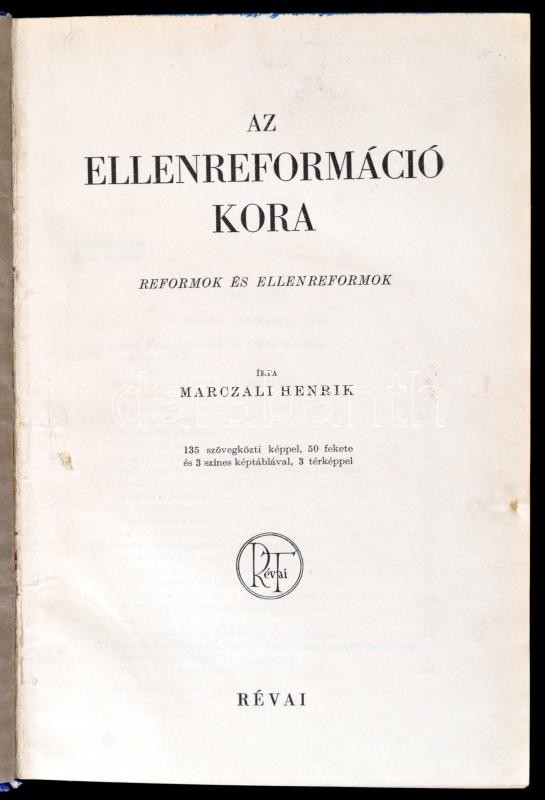 AZ
ELLENREFORMÁCIÓ
KORA
REFORMOK ÉS ELLENREFORMOK
ÍRTA
MARCZALI HENRIK
darabanth
135 szövegközti képpel, 50 fekete
és 3 színes képtáblával, 3 térképpel
Révai
RÉVAI